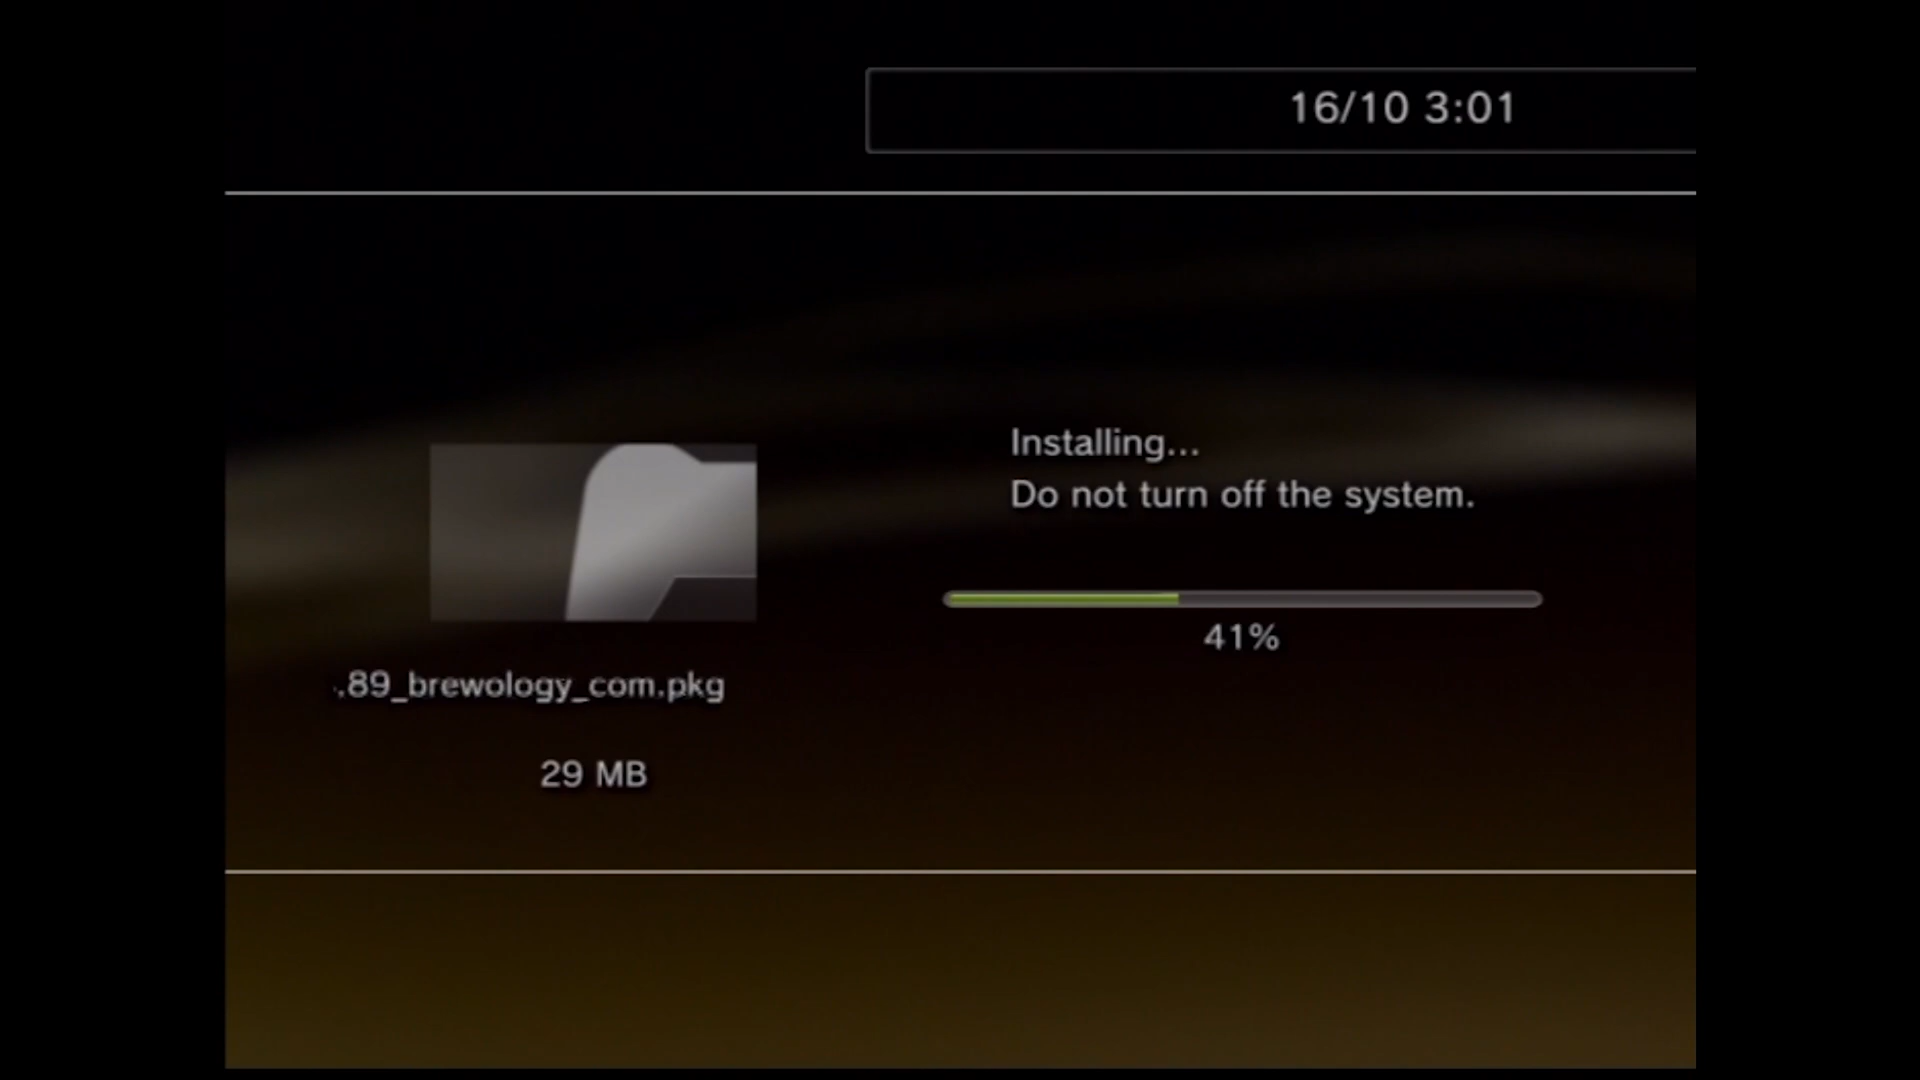 16/10 3:01
Installing...
Do not turn off the system.
41%
.89_brewology_com.pkg
29 MB